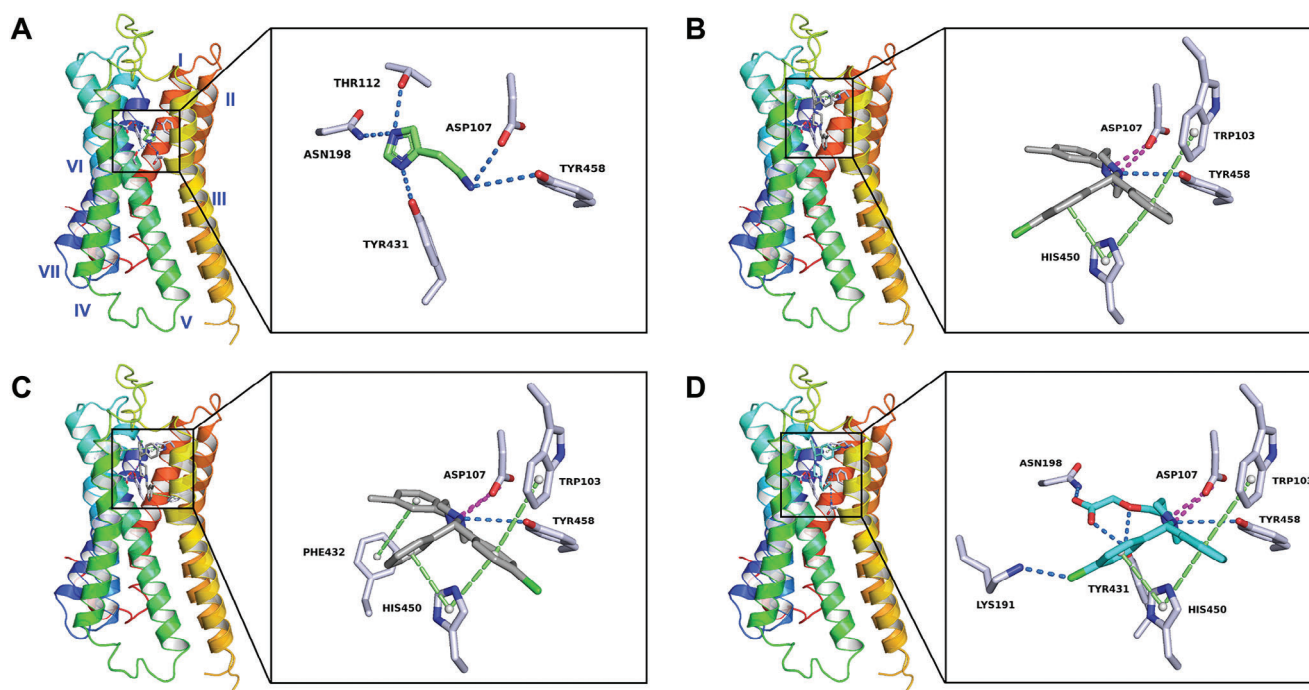 A
I
II
VI
III
VII
IV
V
THR112
ASP107
ASN198
TYR458
TYR431
B
ASP107
TRP103
TYR458
HIS450
C
ASP107
TRP103
PHE432
TYR458
HIS450
D
ASN198
ASP107
TRP103
TYR458
LYS191
TYR431
HIS450